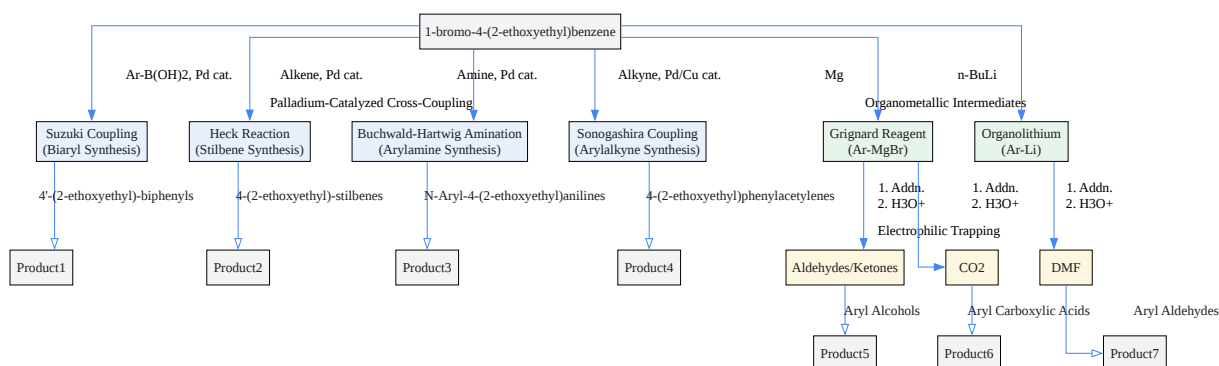 1-bromo-4-(2-ethoxyethyl)benzene
Ar-B(OH)2, Pd cat.
Alkene, Pd cat.
Amine, Pd cat.
Alkyne, Pd/Cu cat.
Mg
n-BuLi
Palladium-Catalyzed Cross-Coupling
Organometallic Intermediates
Suzuki Coupling
(Biaryl Synthesis)
Heck Reaction
(Stilbene Synthesis)
Buchwald-Hartwig Amination
(Arylamine Synthesis)
Sonogashira Coupling
(Arylalkyne Synthesis)
Grignard Reagent
(Ar-MgBr)
Organolithium
(Ar-Li)
4'-(2-ethoxyethyl)-biphenyls
4-(2-ethoxyethyl)-stilbenes
N-Aryl-4-(2-ethoxyethyl)anilines
4-(2-ethoxyethyl)phenylacetylenes
1. Addn.
2. H3O+
1. Addn.
2. H3O+
1. Addn.
2. H3O+
Electrophilic Trapping
Product1
Product2
Product3
Product4
Aldehydes/Ketones
CO2
DMF
Aryl Alcohols
Aryl Carboxylic Acids
Aryl Aldehydes
Product5
Product6
Product7